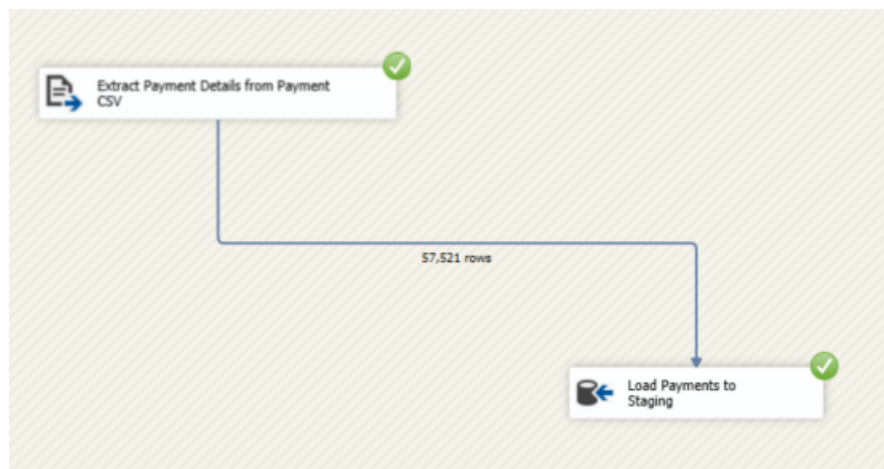 Extract Payment Details from Payment
CSV
57,521 rows
Load Payments to
Staging